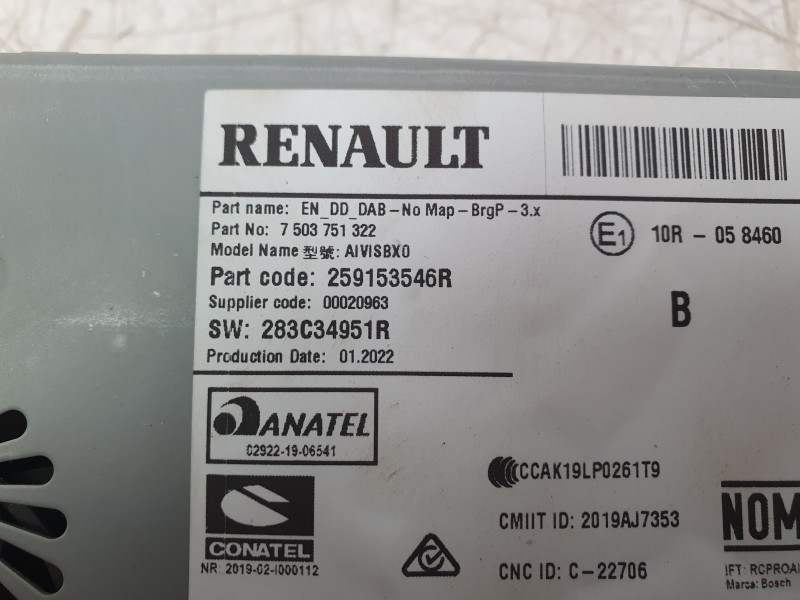 RENAULT
Part name: EN_DD_DAB-No Map-BrgP-3.x
Part No: 7 503 751 322
Model Name 型號: AIVISBX0
Part code: 259153546R
Supplier code: 00020963
SW: 283C34951R
Production Date: 01.2022
E1 10R - 05 8460
B
ANATEL
02922-19-06541
CONATEL
NR: 2019-02-I000112
CCAK19LP0261T9
CMIIT ID: 2019AJ7353
CNC ID: C-22706
NOM
IFT: RCPROAI
Marca: Bosch